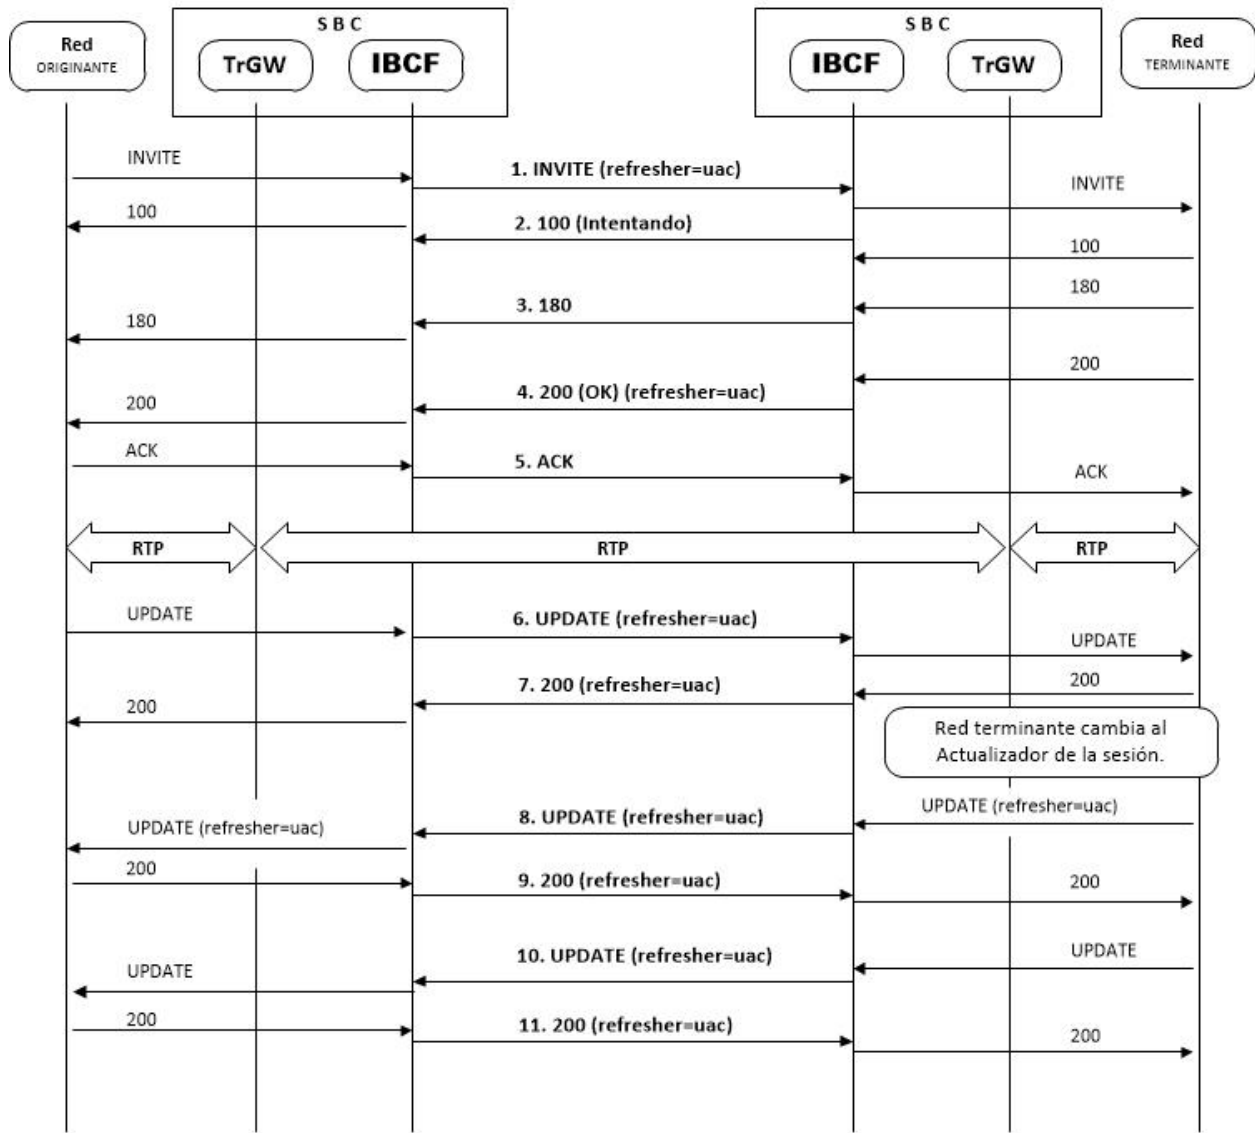 Red
ORIGINANTE
S B C
TrGW
IBCF
S B C
IBCF
TrGW
Red
TERMINANTE
INVITE
1. INVITE (refresher=uac)
INVITE
100
2. 100 (Intentando)
100
180
3. 180
180
200
4. 200 (OK) (refresher=uac)
200
ACK
5. ACK
ACK
RTP
RTP
RTP
UPDATE
6. UPDATE (refresher=uac)
UPDATE
200
7. 200 (refresher=uac)
200
Red terminante cambia al
Actualizador de la sesión.
UPDATE (refresher=uac)
8. UPDATE (refresher=uac)
UPDATE (refresher=uac)
200
9. 200 (refresher=uac)
200
UPDATE
10. UPDATE (refresher=uac)
UPDATE
200
11. 200 (refresher=uac)
200